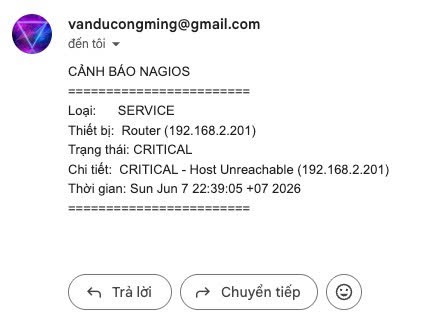 vanducongming@gmail.com
đến tôi
CẢNH BÁO NAGIOS
========================
Loại: SERVICE
Thiết bị: Router (192.168.2.201)
Trạng thái: CRITICAL
Chi tiết: CRITICAL - Host Unreachable (192.168.2.201)
Thời gian: Sun Jun 7 22:39:05 +07 2026
========================
Trả lời
Chuyển tiếp